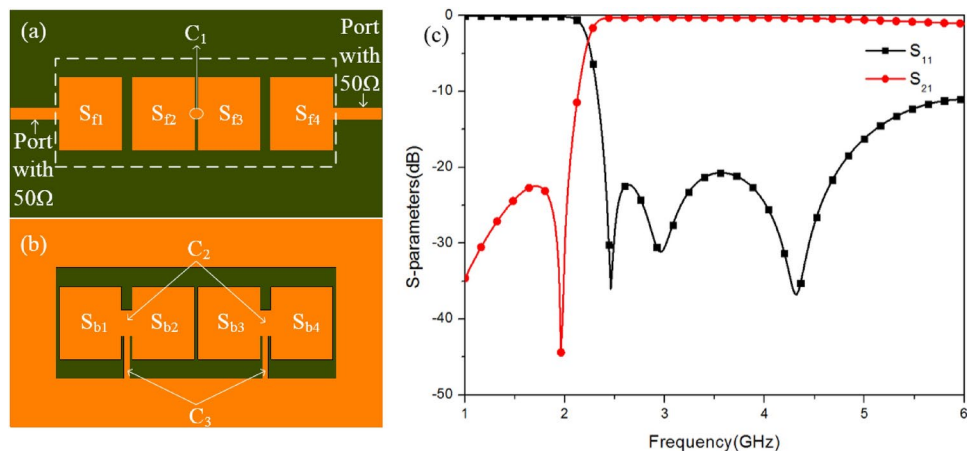 (a)
C1
Port with 50Ω
Sf1 Sf2 Sf3 Sf4
Port with 50Ω
(b)
C2
Sb1 Sb2 Sb3 Sb4
C3
(c)
S11
S21
S-parameters(dB)
0
-10
-20
-30
-40
-50
1 2 3 4 5 6
Frequency(GHz)